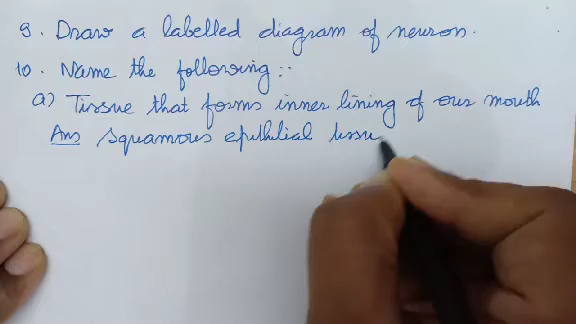 9. Draw a labelled diagram of neuron.
10. Name the following :-
a) Tissue that forms inner lining of our mouth
Ans Squamous epithelial tissu